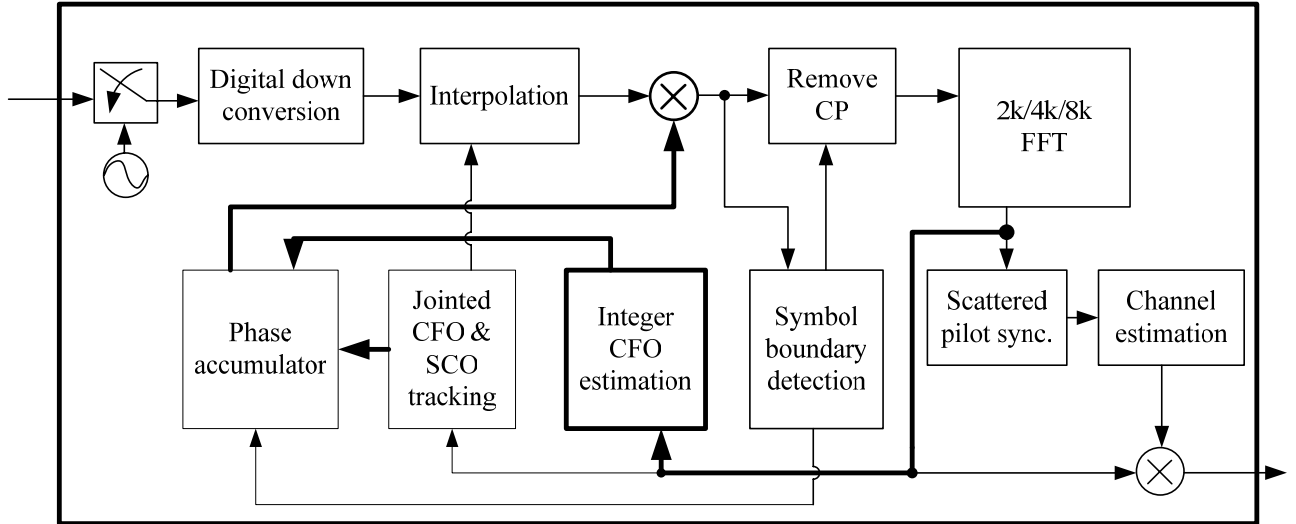 Digital down
conversion
Interpolation
Remove
CP
2k/4k/8k
FFT
Phase
accumulator
Jointed
CFO &
SCO
tracking
Integer
CFO
estimation
Symbol
boundary
detection
Scattered
pilot sync.
Channel
estimation